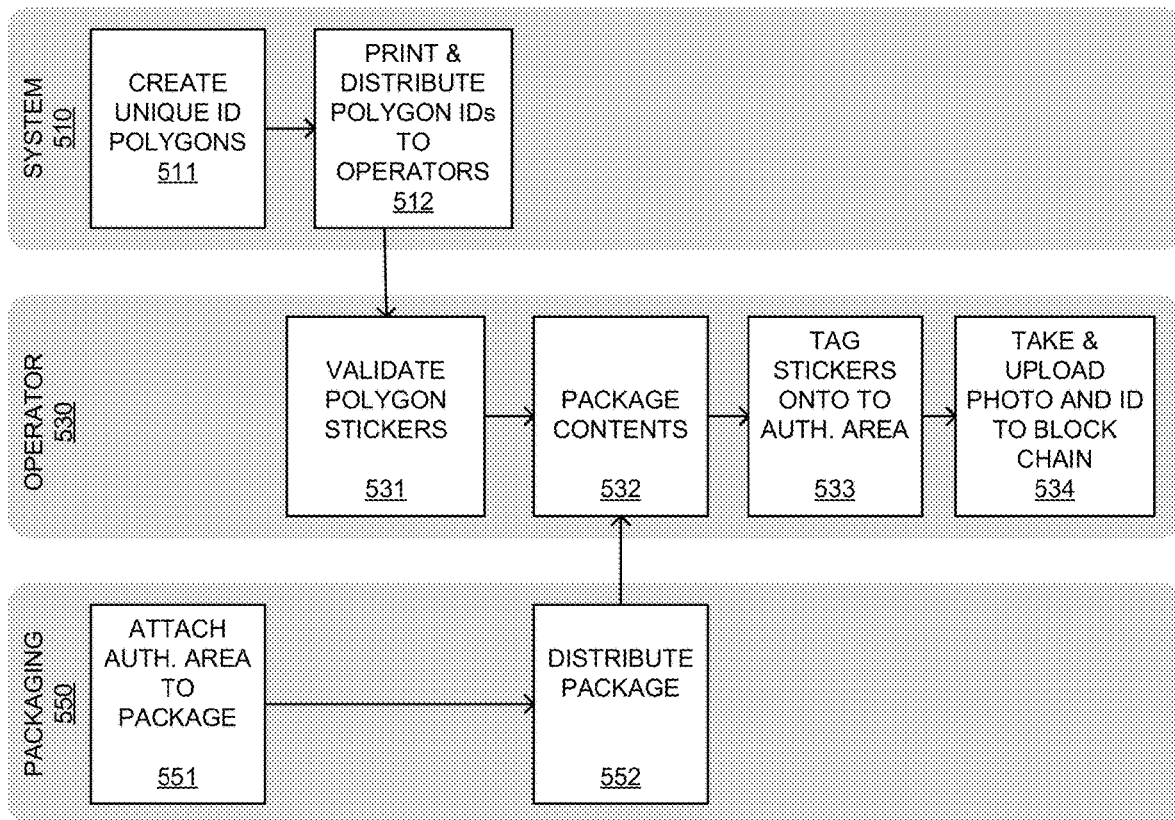 SYSTEM
510
CREATE
UNIQUE ID
POLYGONS
511
PRINT &
DISTRIBUTE
POLYGON IDs
TO
OPERATORS
512
OPERATOR
530
VALIDATE
POLYGON
STICKERS
531
PACKAGE
CONTENTS
532
TAG
STICKERS
ONTO TO
AUTH. AREA
533
TAKE &
UPLOAD
PHOTO AND ID
TO BLOCK
CHAIN
534
PACKAGING
550
ATTACH
AUTH. AREA
TO
PACKAGE
551
DISTRIBUTE
PACKAGE
552